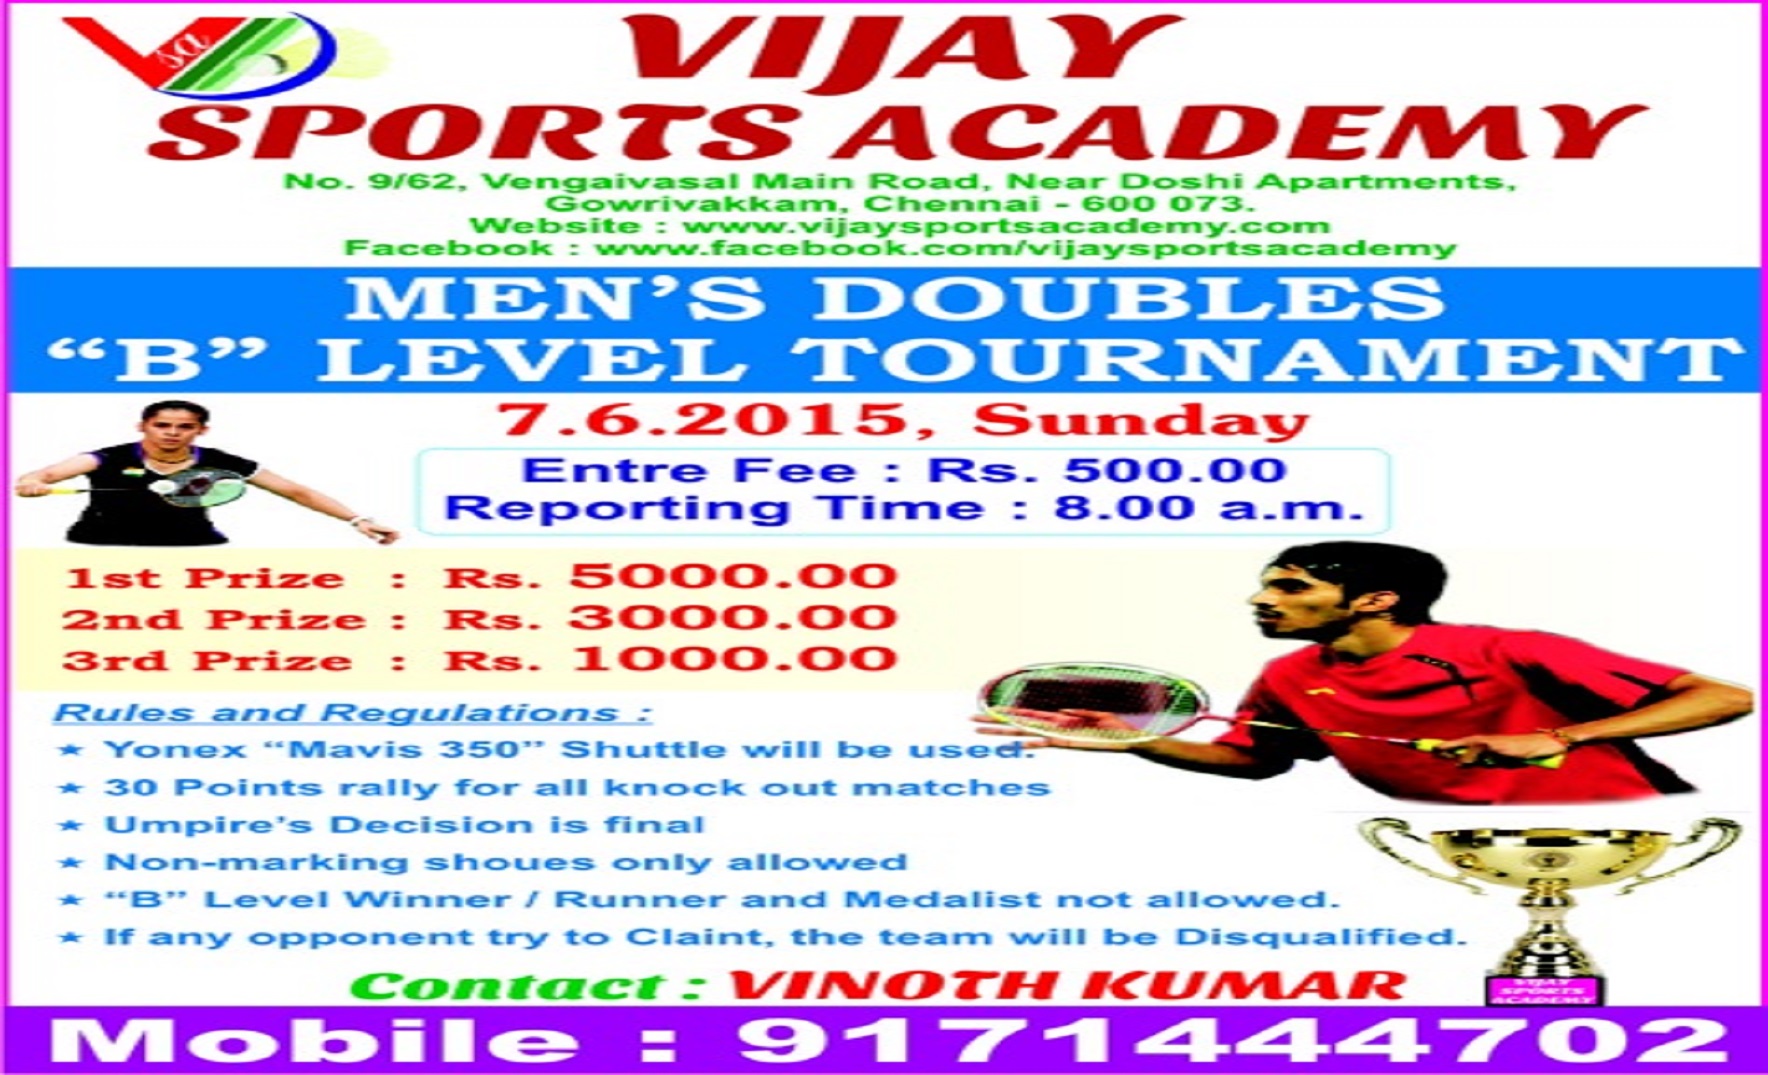 sa
VIJAY
SPORTS ACADEMY
No. 9/62, Vengaivasal Main Road, Near Doshi Apartments,
Gowrivakkam, Chennai - 600 073.
Website : www.vijaysportsacademy.com
Facebook : www.facebook.com/vijaysportsacademy
MEN'S DOUBLES
“B” LEVEL TOURNAMENT
7.6.2015, Sunday
Entre Fee : Rs. 500.00
Reporting Time : 8.00 a.m.
1st Prize : Rs. 5000.00
2nd Prize : Rs. 3000.00
3rd Prize : Rs. 1000.00
Rules and Regulations :
★ Yonex “Mavis 350” Shuttle will be used.
★ 30 Points rally for all knock out matches
★ Umpire's Decision is final
★ Non-marking shoues only allowed
★ “B” Level Winner / Runner and Medalist not allowed.
★ If any opponent try to Claint, the team will be Disqualified.
Contact : VINOTH KUMAR
VIJAY
SPORTS
ACADEMY
Mobile : 9171444702